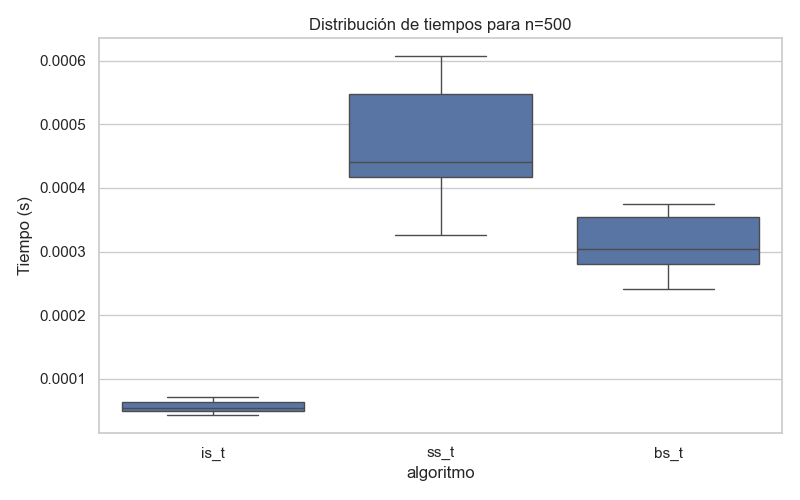 Distribución de tiempos para n=500
Tiempo (s)
0.0006
0.0005
0.0004
0.0003
0.0002
0.0001
is_t
ss_t
bs_t
algoritmo